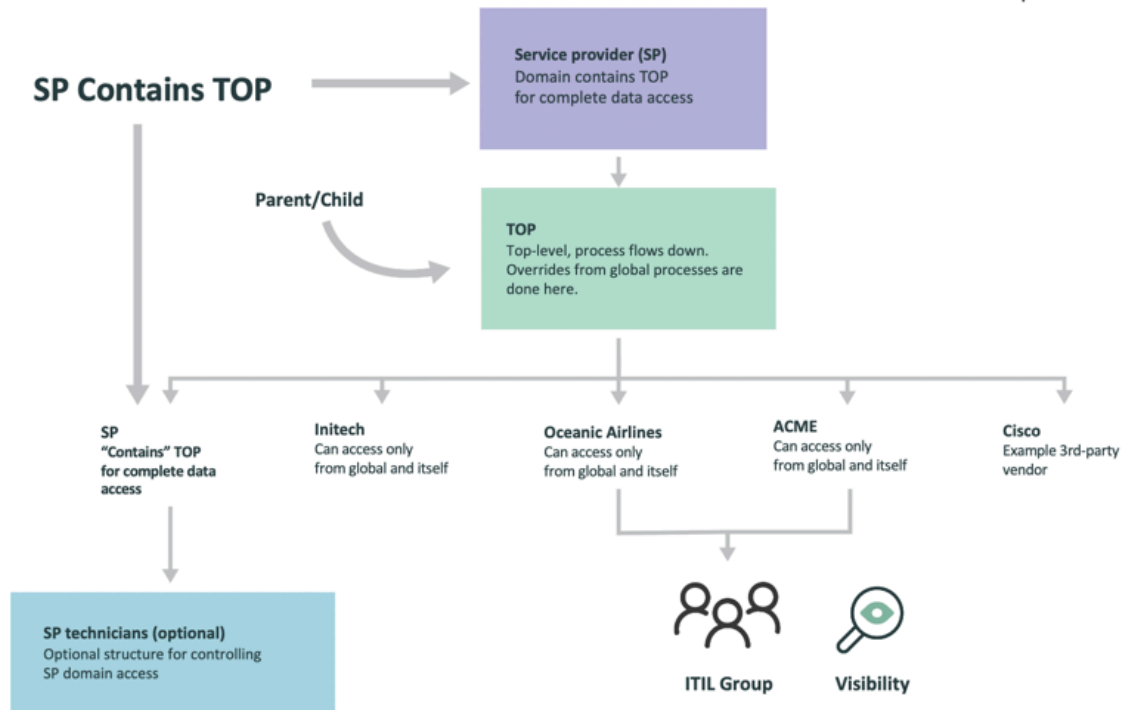 Service provider (SP)
Domain contains TOP
for complete data access
SP Contains TOP
Parent/Child
TOP
Top-level, process flows down.
Overrides from global processes are
done here.
SP
“Contains” TOP
for complete data
access
Initech
Can access only
from global and itself
Oceanic Airlines
Can access only
from global and itself
ACME
Can access only
from global and itself
Cisco
Example 3rd-party
vendor
SP technicians (optional)
Optional structure for controlling
SP domain access
ITIL Group
Visibility